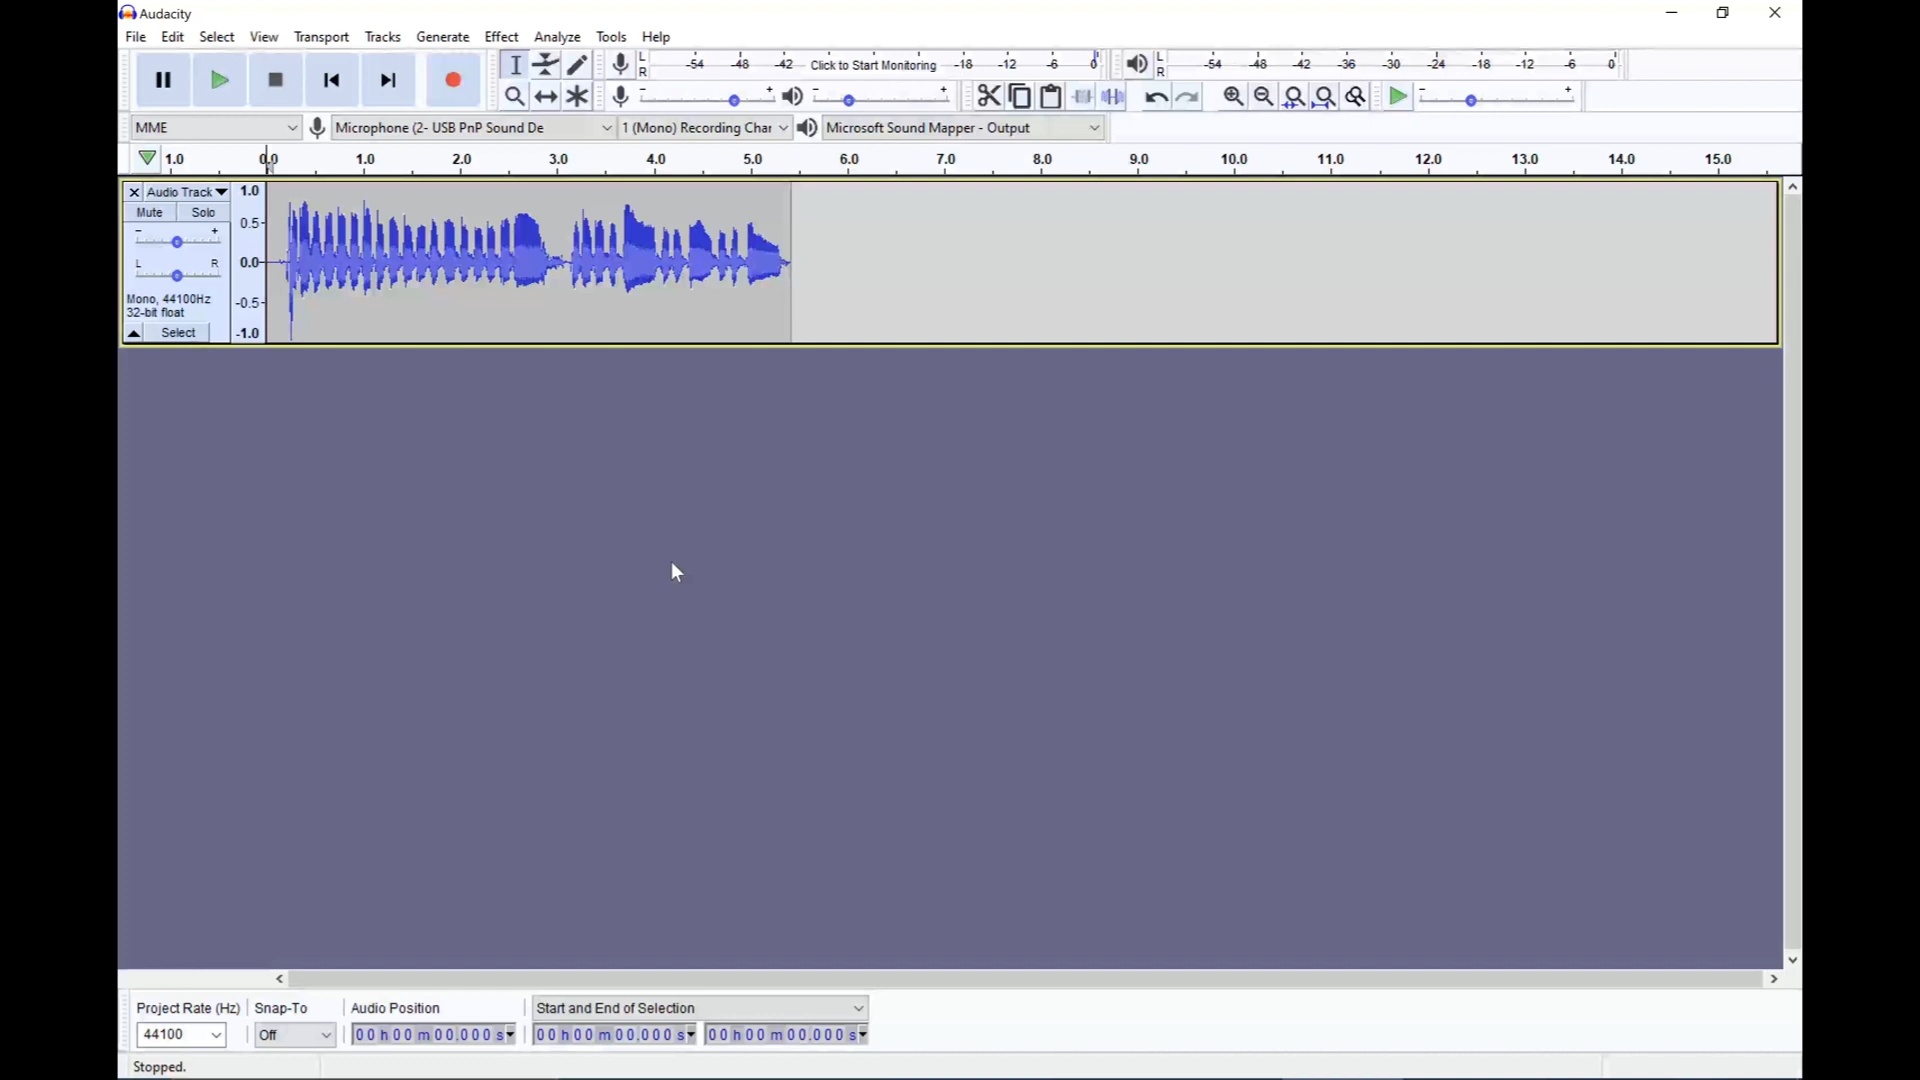 Audacity
File Edit Select View Transport Tracks Generate Effect Analyze Tools Help
L R -54 -48 -42 Click to Start Monitoring -18 -12 -6 0 L R -54 -48 -42 -36 -30 -24 -18 -12 -6 0
- + - + - +
MME Microphone (2- USB PnP Sound De 1 (Mono) Recording Char Microsoft Sound Mapper - Output
1.0 0.0 1.0 2.0 3.0 4.0 5.0 6.0 7.0 8.0 9.0 10.0 11.0 12.0 13.0 14.0 15.0
Audio Track 1.0
Mute Solo 0.5
- +
L R 0.0
Mono, 44100Hz -0.5
32-bit float
Select -1.0
Project Rate (Hz) Snap-To Audio Position Start and End of Selection
44100 Off 00 h 00 m 00.000 s 00 h 00 m 00.000 s 00 h 00 m 00.000 s
Stopped.